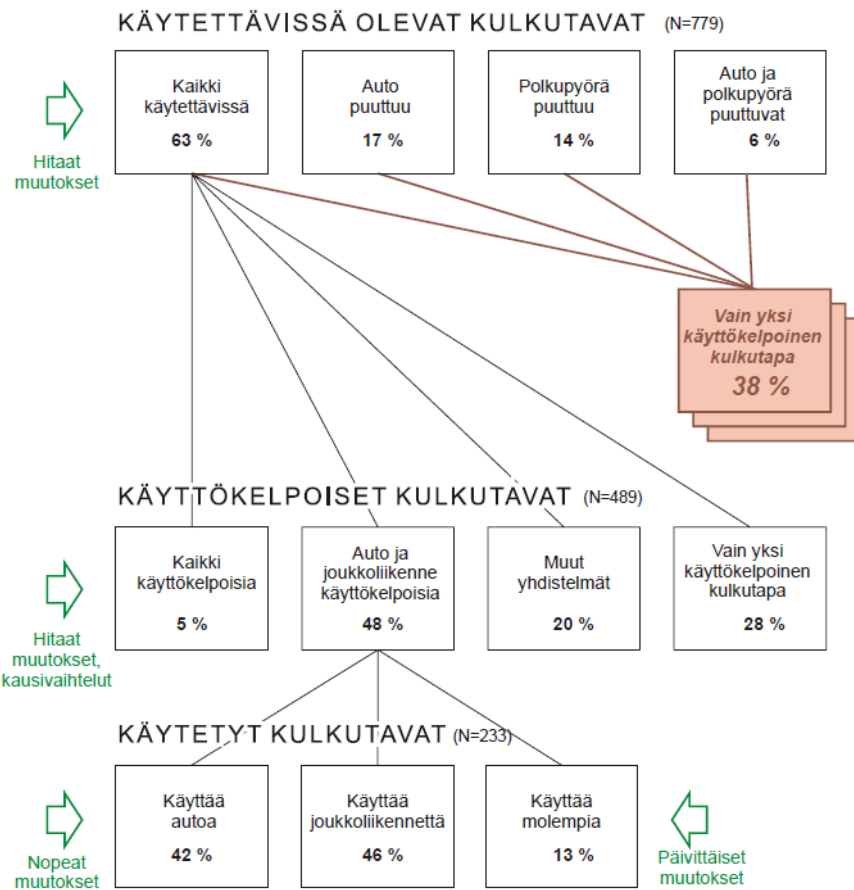 KÄYTETTÄVISSÄ OLEVAT KULKUTAVAT (N=779)
Kaikki
käytettävissä
63 %
Auto
puuttuu
17 %
Polkupyörä
puuttuu
14 %
Auto ja
polkupyörä
puuttuvat
6 %
Hitaat
muutokset
Vain yksi
käyttökelpoinen
kulkutapa
38 %
KÄYTTÖKELPOISET KULKUTAVAT (N=489)
Kaikki
käyttökelpoisia
5 %
Auto ja
joukkoliikenne
käyttökelpoisia
48 %
Muut
yhdistelmät
20 %
Vain yksi
käyttökelpoinen
kulkutapa
28 %
Hitaat
muutokset,
kausivaihtelut
KÄYTETYT KULKUTAVAT (N=233)
Käyttää
autoa
42 %
Käyttää
joukkoliikennettä
46 %
Käyttää
molempia
13 %
Nopeat
muutokset
Päivittäiset
muutokset